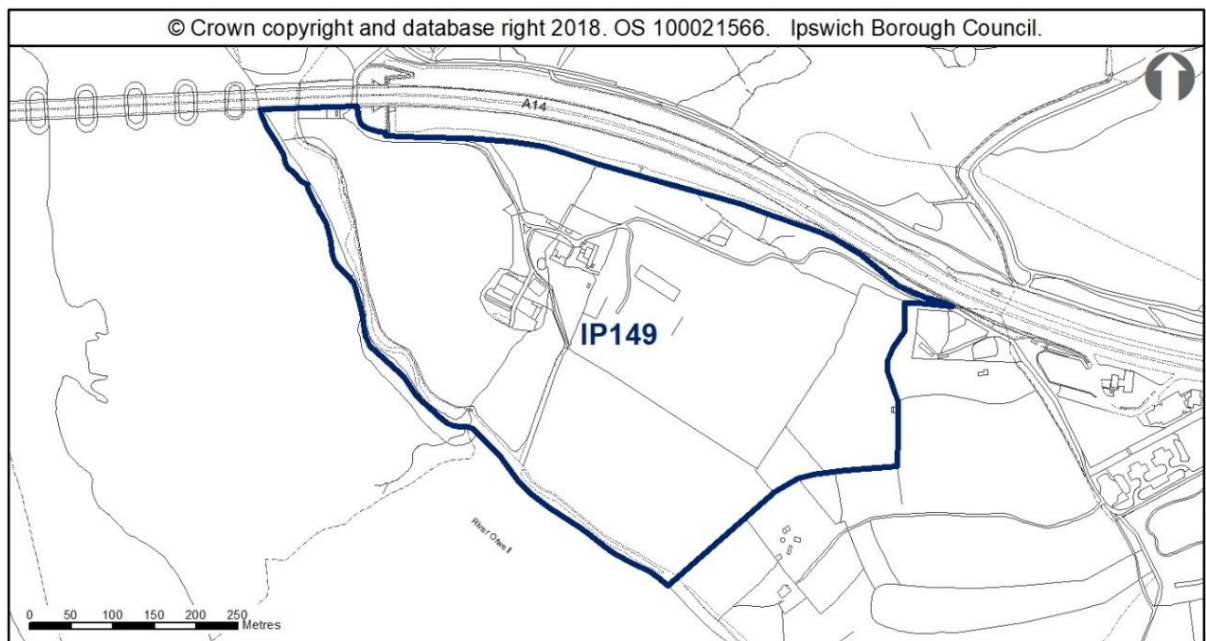 © Crown copyright and database right 2018. OS 100021566. Ipswich Borough Council.
A14
IP149
River Orwell
0 50 100 150 200 250
Metres